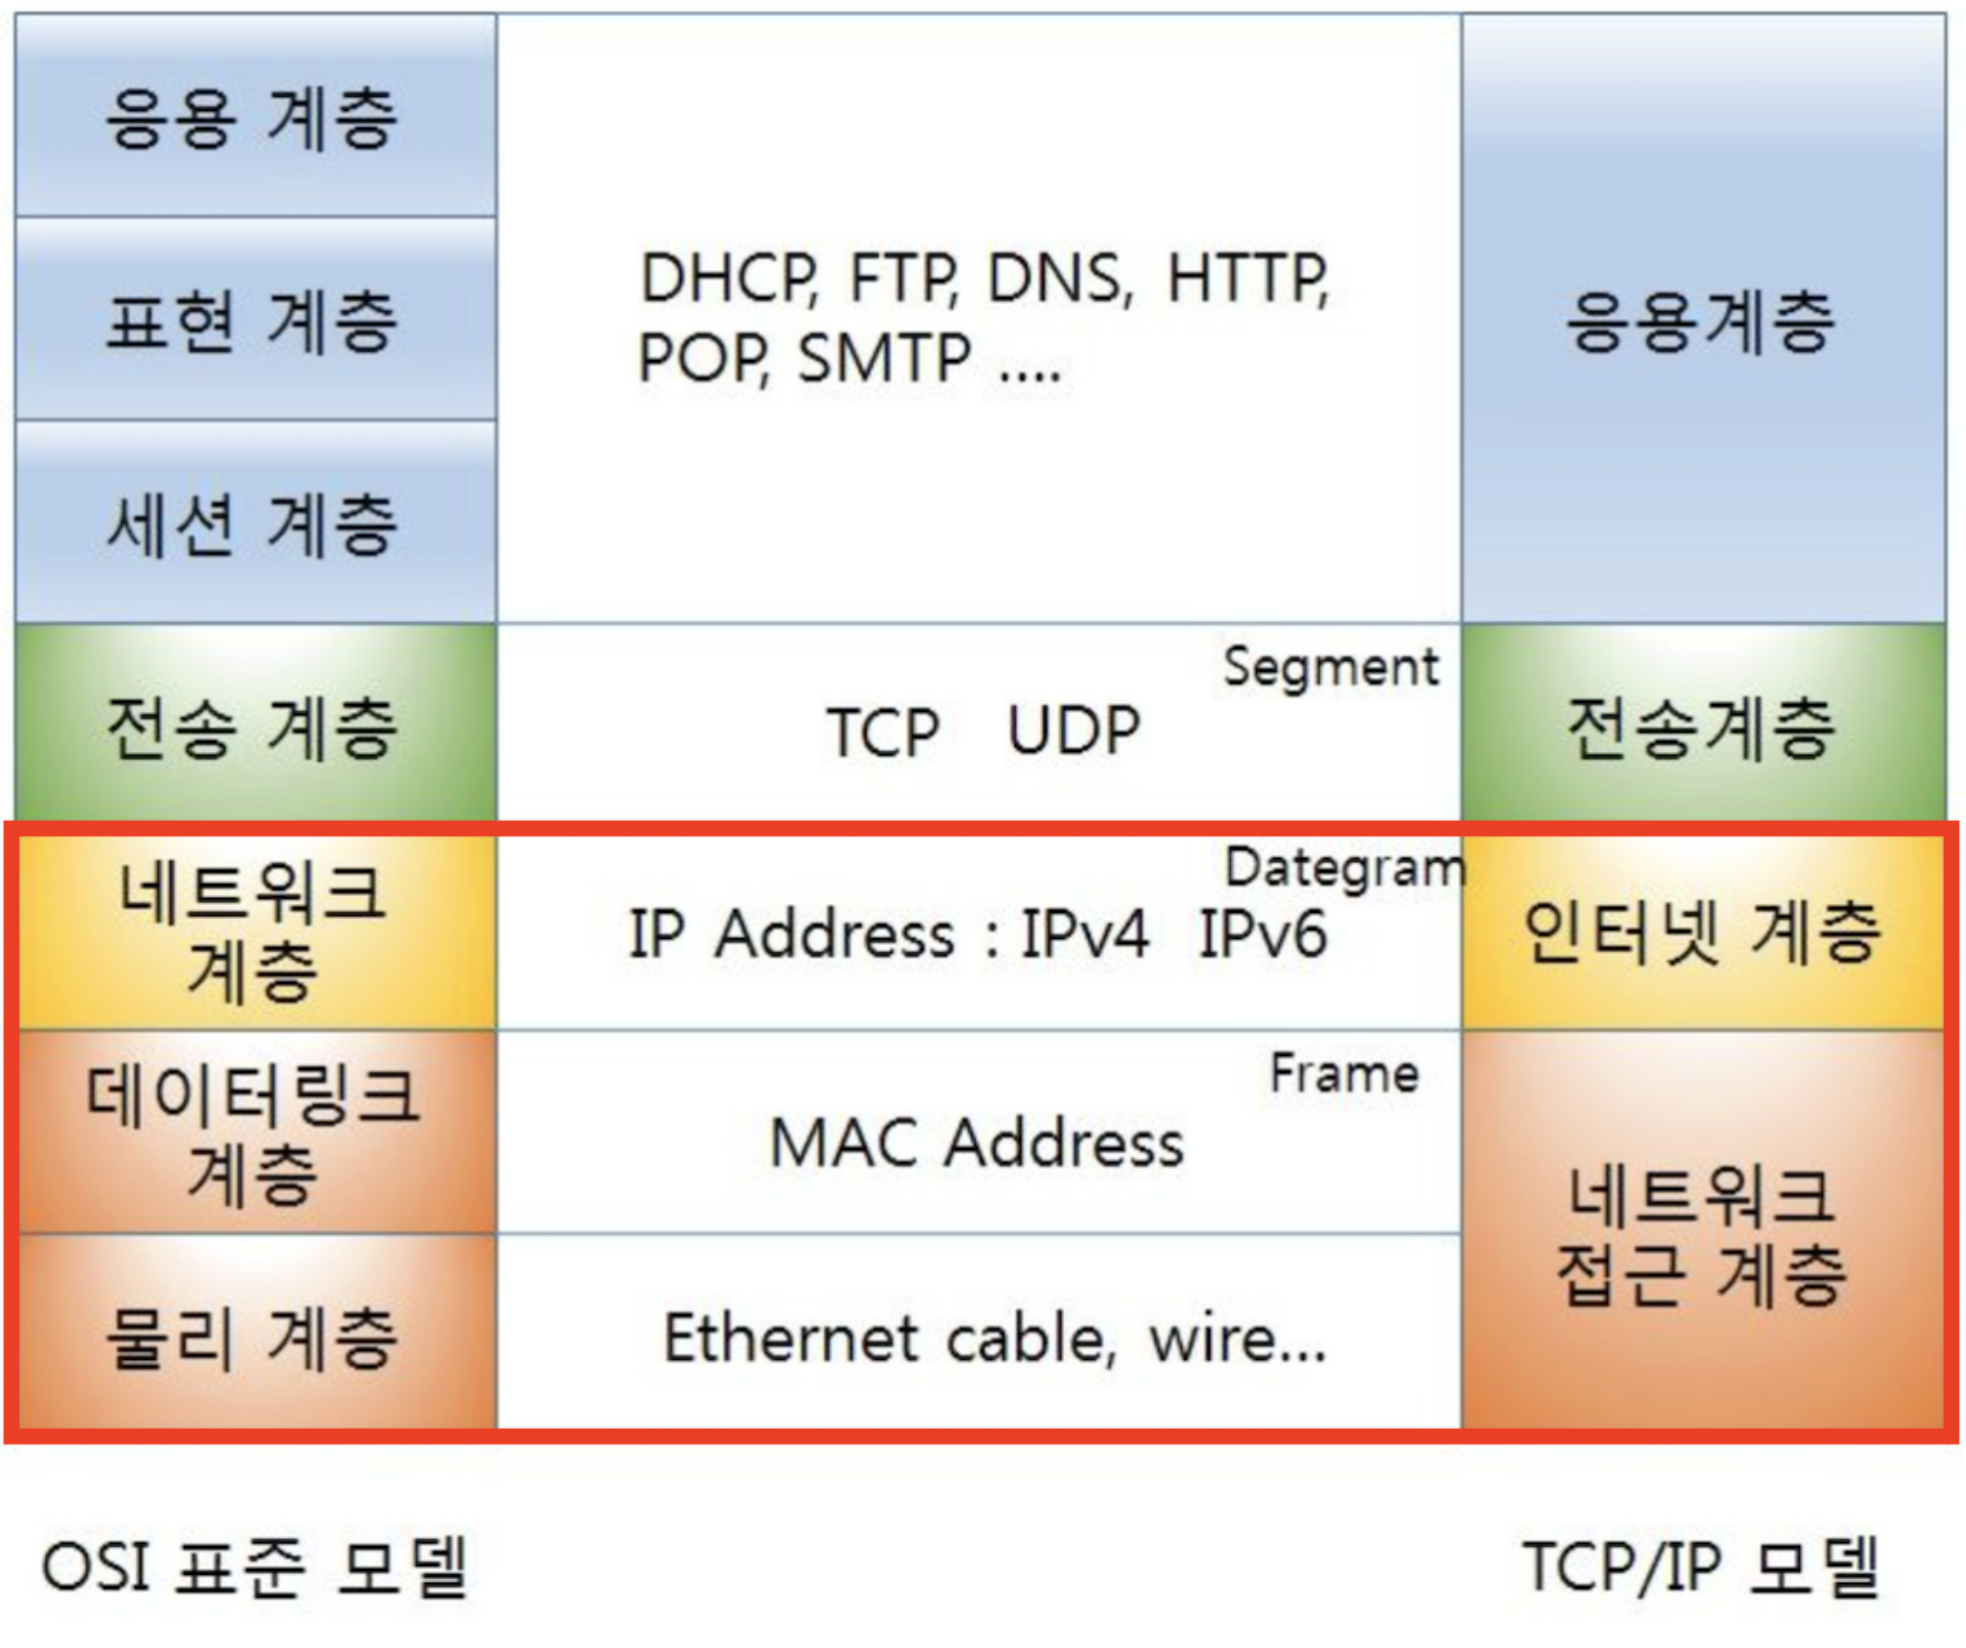 응용 계층
표현 계층
세션 계층
DHCP, FTP, DNS, HTTP,
POP, SMTP ....
응용계층
전송 계층
Segment
TCP UDP
전송계층
네트워크
계층
Dategram
IP Address : IPv4 IPv6
인터넷 계층
데이터링크
계층
Frame
MAC Address
물리 계층
Ethernet cable, wire...
네트워크
접근 계층
OSI 표준 모델
TCP/IP 모델